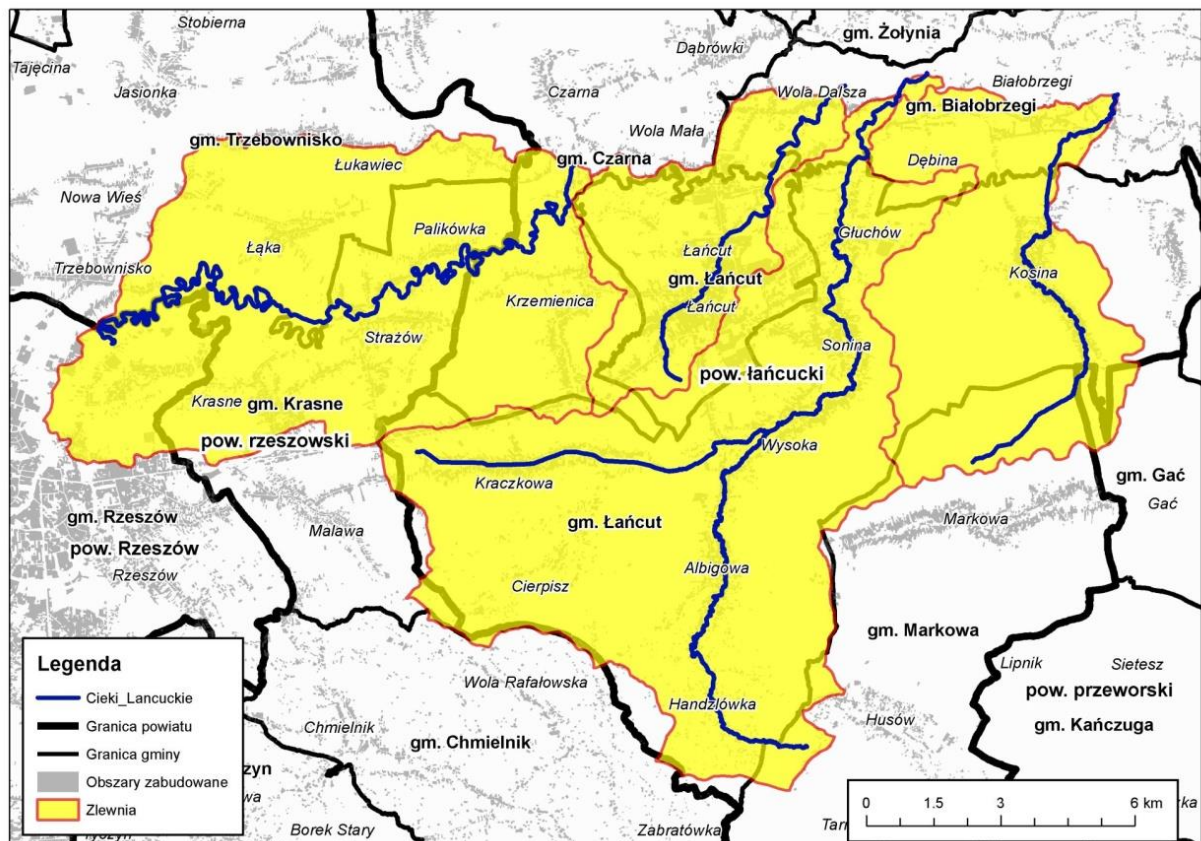 Stobierna
Dąbrówki
gm. Żołynia
Tajęcina
Jasionka
Czarna
Wola Dalsza
Białobrzegi
gm. Białobrzegi
Wola Mała
gm. Trzebownisko
Łukawiec
gm. Czarna
Dębina
Nowa Wieś
Palikówka
Głuchów
Łąka
Łańcut
Trzebownisko
gm. Łańcut
Kosina
Krzemienica
Łańcut
Strażów
Sonina
pow. łańcucki
Krasne
gm. Krasne
pow. rzeszowski
Wysoka
Kraczkowa
gm. Gać
Gać
gm. Rzeszów
gm. Łańcut
Markowa
Malawa
pow. Rzeszów
Rzeszów
Albigowa
Cierpisz
gm. Markowa
Lipnik
Sietesz
Wola Rafałowska
pow. przeworski
Handzlówka
Husów
Chmielnik
gm. Kańczuga
gm. Chmielnik
zyn
wa
Borek Stary
Zabratówka
Tarn
rka
Legenda
Cieki_Lancuckie
Granica powiatu
Granica gminy
Obszary zabudowane
Zlewnia
0 1.5 3 6 km